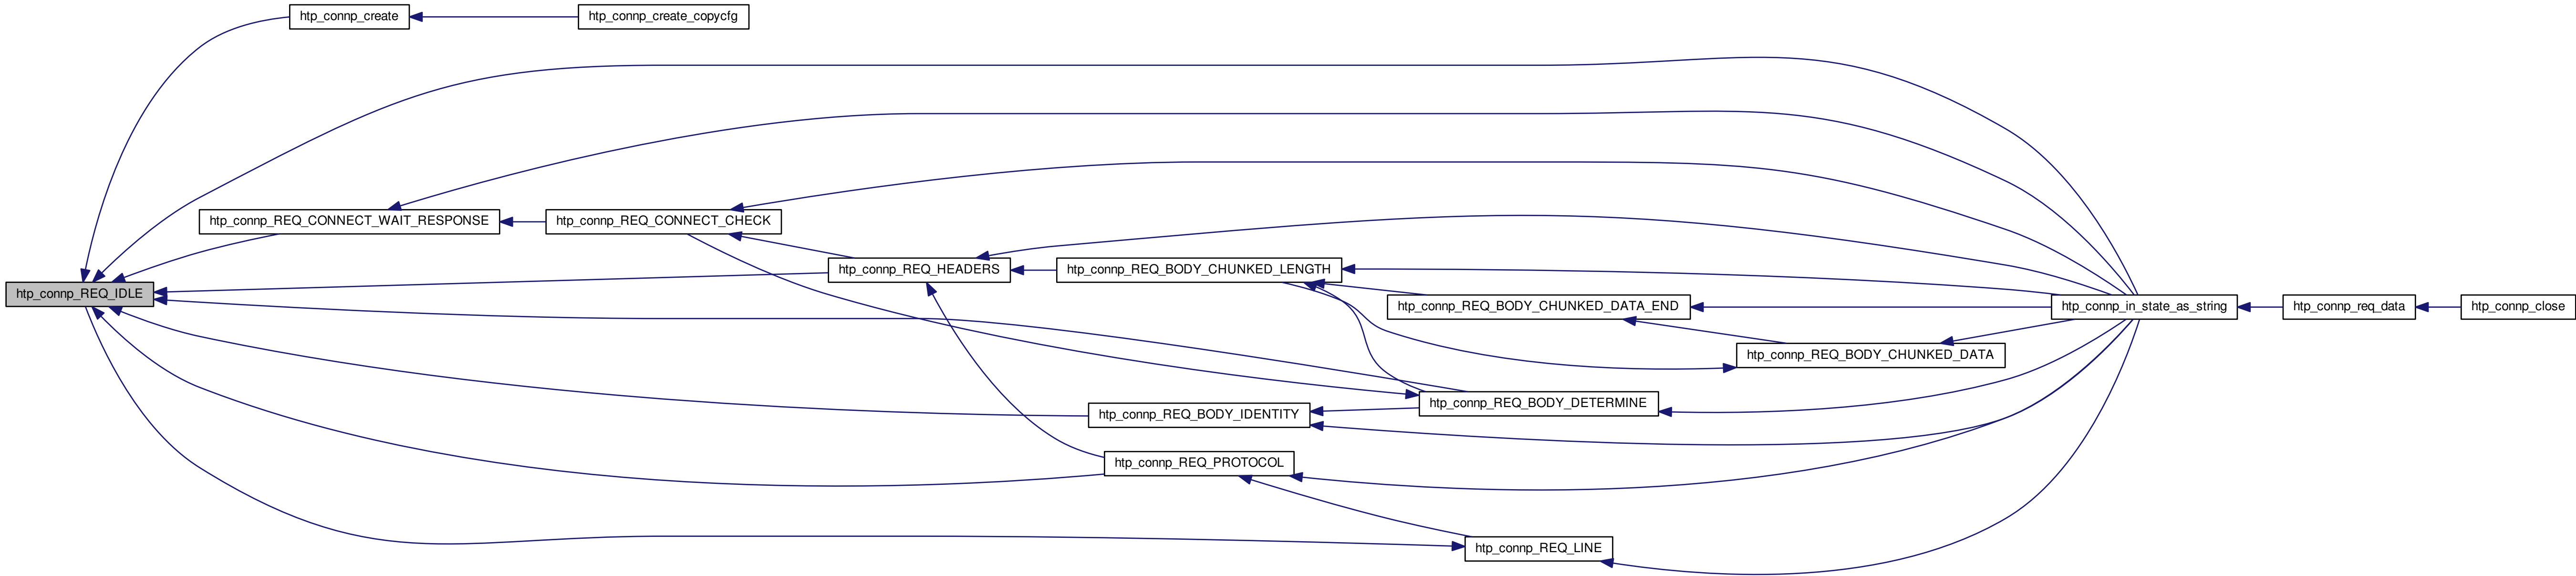 htp_connp_create
htp_connp_create_copycfg
htp_connp_REQ_CONNECT_WAIT_RESPONSE
htp_connp_REQ_CONNECT_CHECK
htp_connp_REQ_HEADERS
htp_connp_REQ_BODY_CHUNKED_LENGTH
htp_connp_REQ_IDLE
htp_connp_REQ_BODY_CHUNKED_DATA_END
htp_connp_in_state_as_string
htp_connp_req_data
htp_connp_close
htp_connp_REQ_BODY_CHUNKED_DATA
htp_connp_REQ_BODY_DETERMINE
htp_connp_REQ_BODY_IDENTITY
htp_connp_REQ_PROTOCOL
htp_connp_REQ_LINE